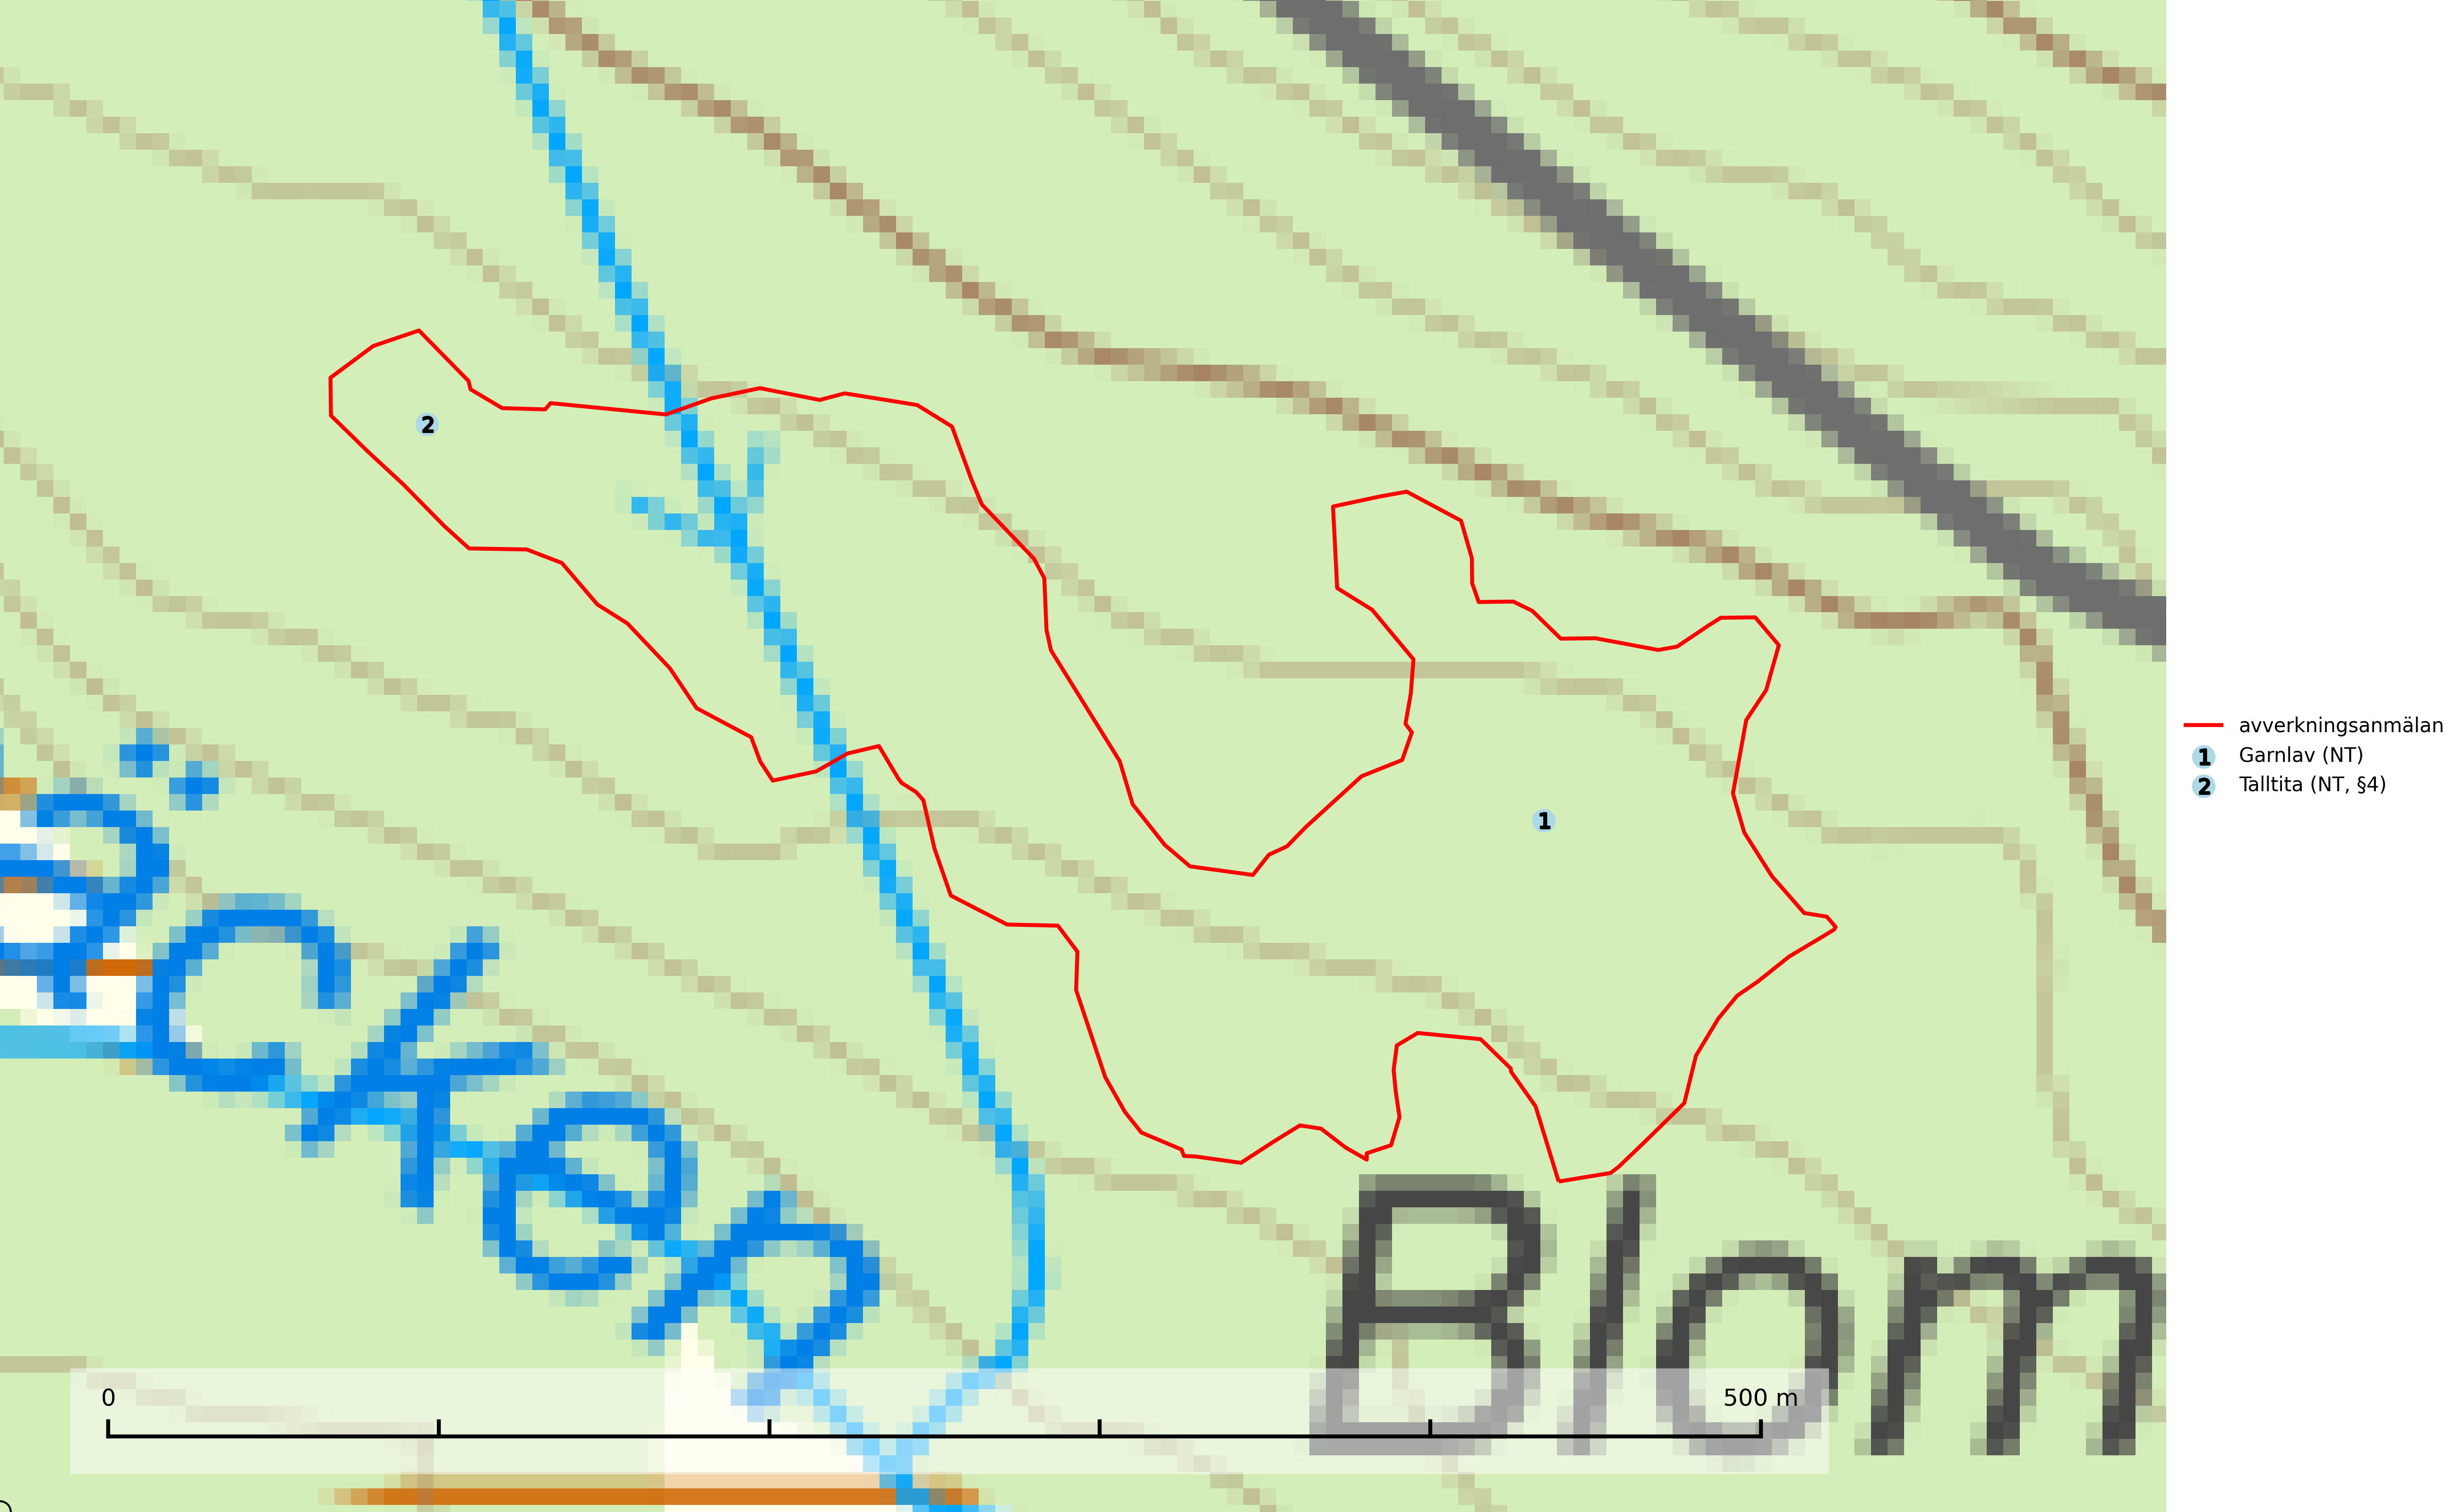 2
1
avverkningsanmälan
1 Garnlav (NT)
2 Talltita (NT, §4)
Blom
0 500 m